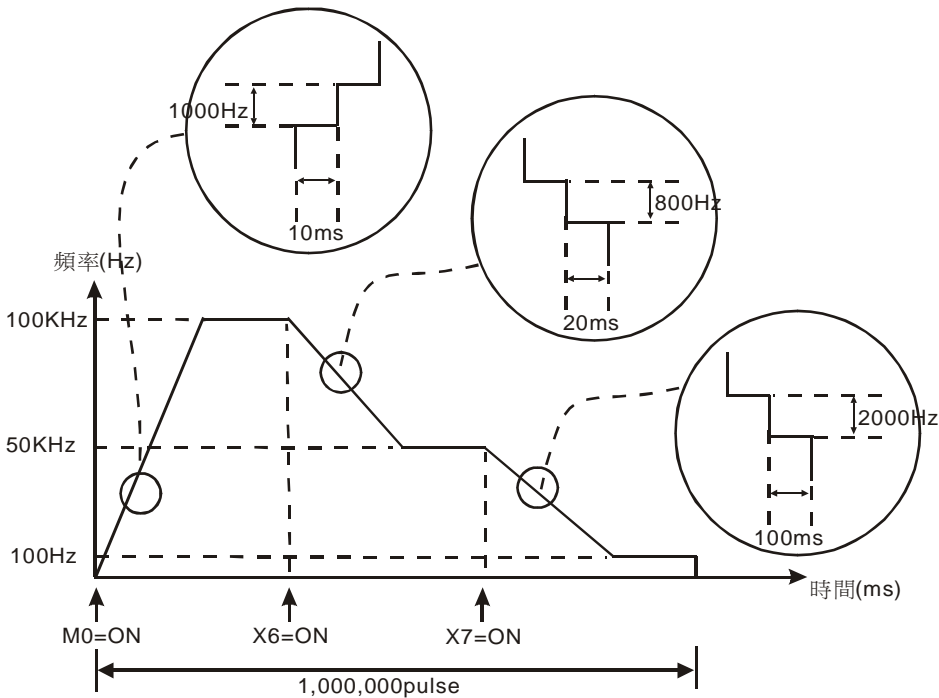 1000Hz
10ms
800Hz
20ms
2000Hz
100ms
頻率(Hz)
100KHz
50KHz
100Hz
時間(ms)
M0=ON
X6=ON
X7=ON
1,000,000pulse